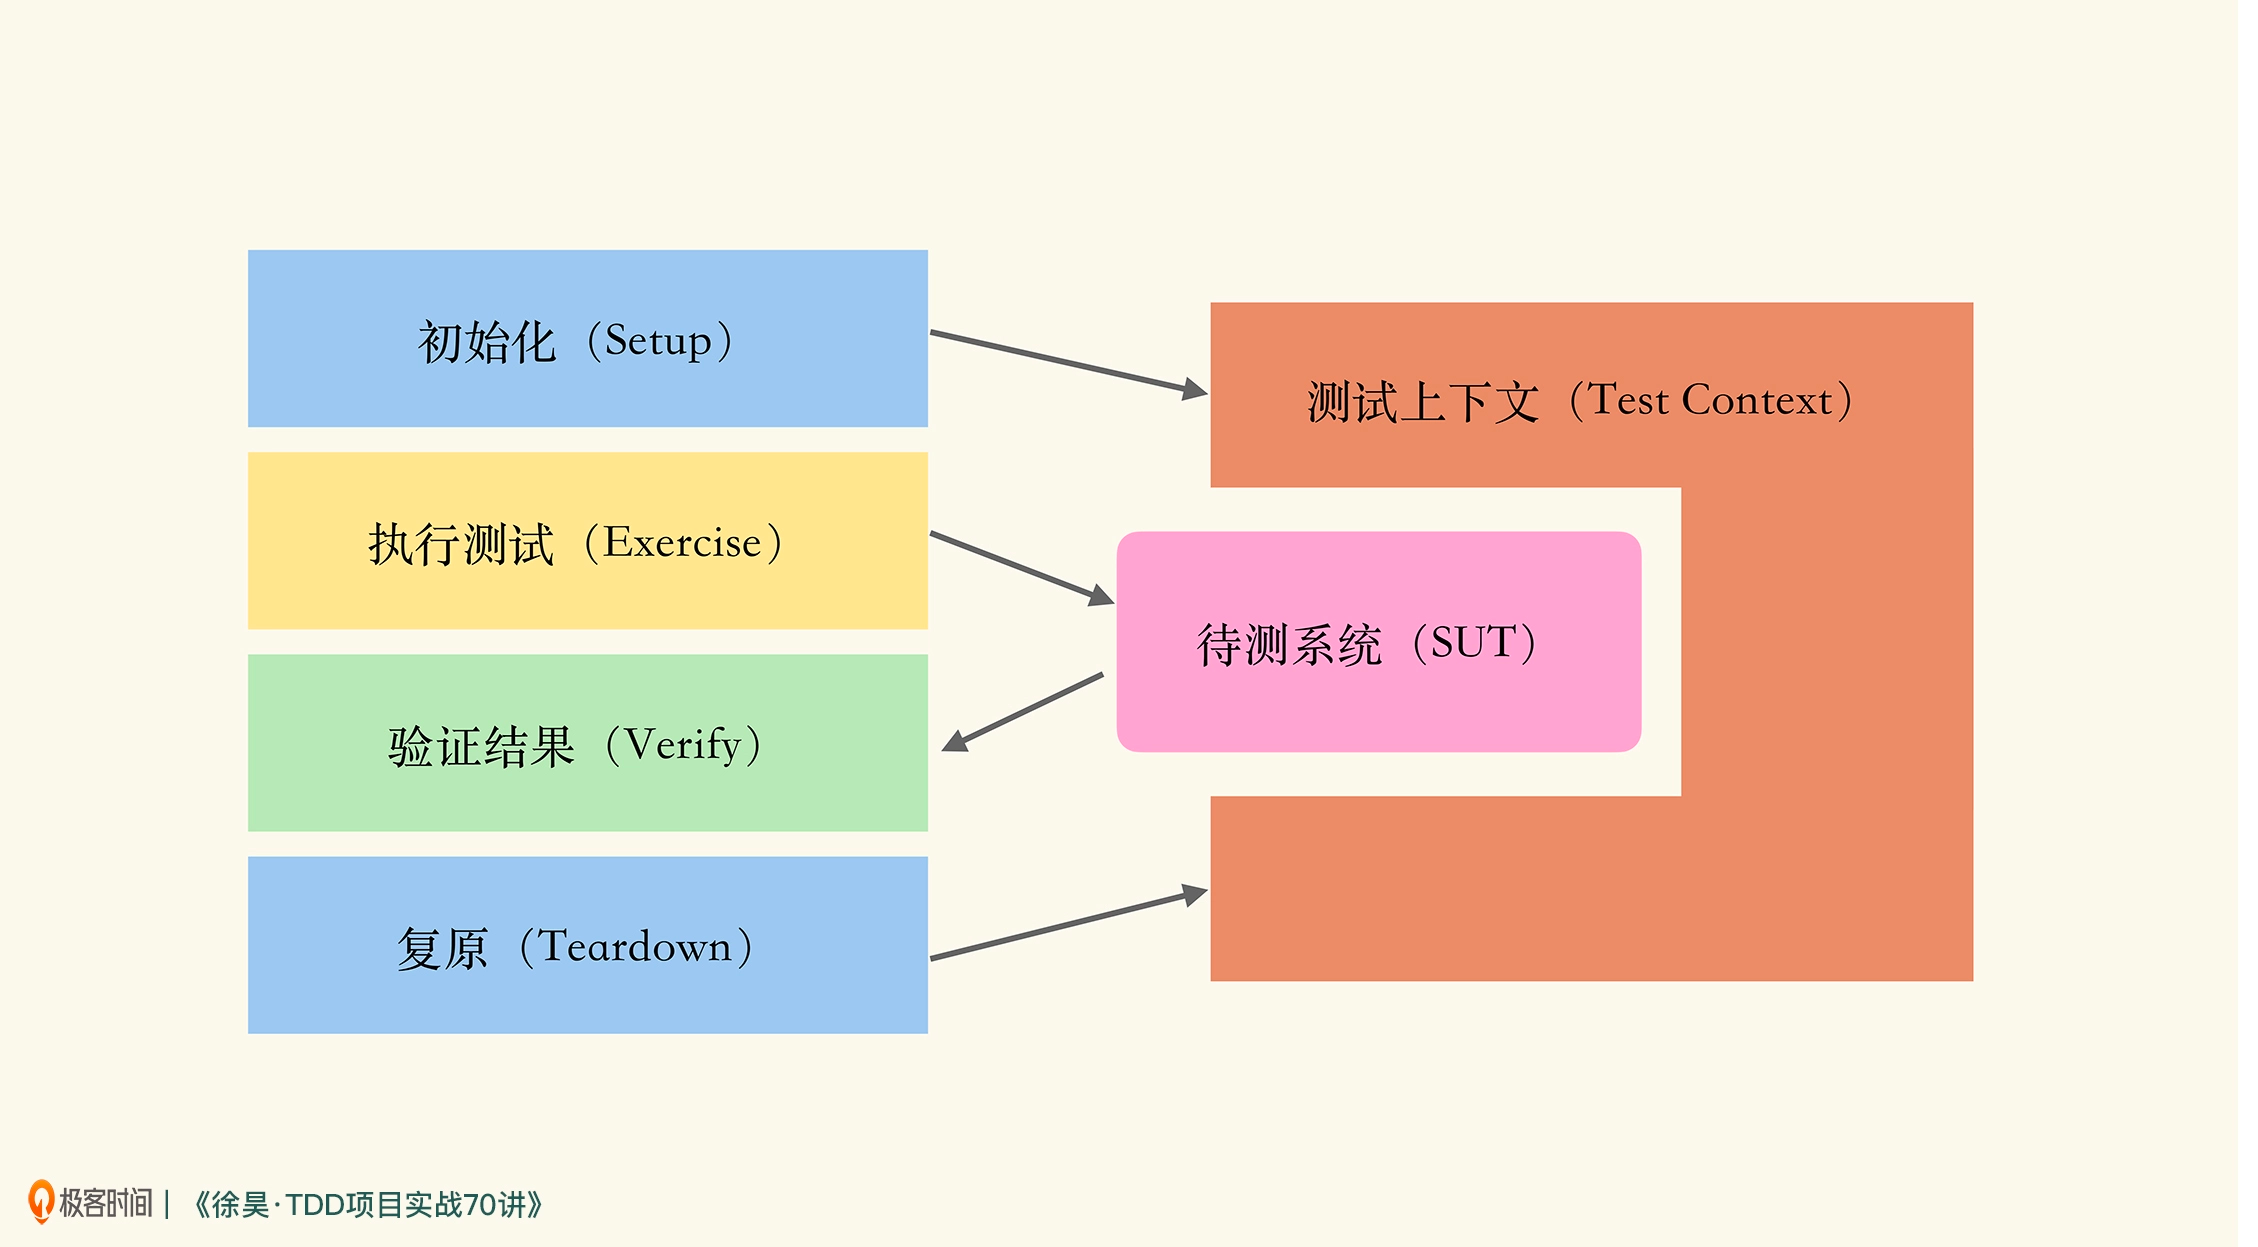 初始化（Setup）
执行测试（Exercise）
验证结果（Verify）
复原（Teardown）
测试上下文（Test Context）
待测系统（SUT）
极客时间 | 《徐昊·TDD项目实战70讲》